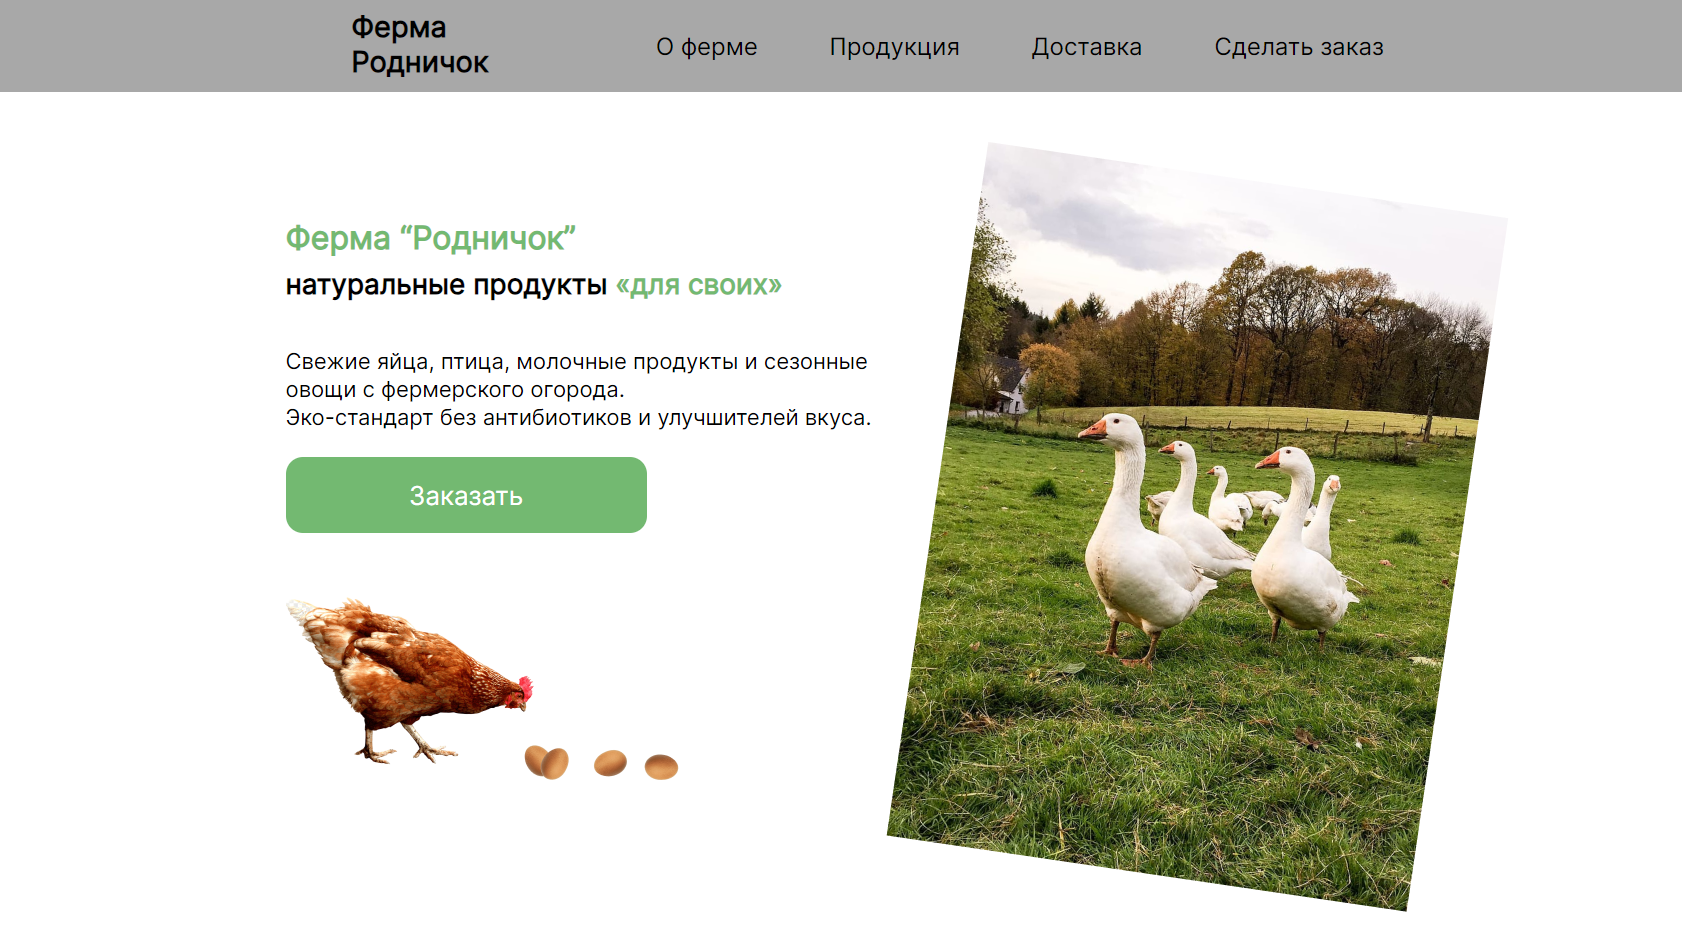 Ферма
Родничок
О ферме
Продукция
Доставка
Сделать заказ
Ферма “Родничок”
натуральные продукты «для своих»
Свежие яйца, птица, молочные продукты и сезонные
овощи с фермерского огорода.
Эко-стандарт без антибиотиков и улучшителей вкуса.
Заказать